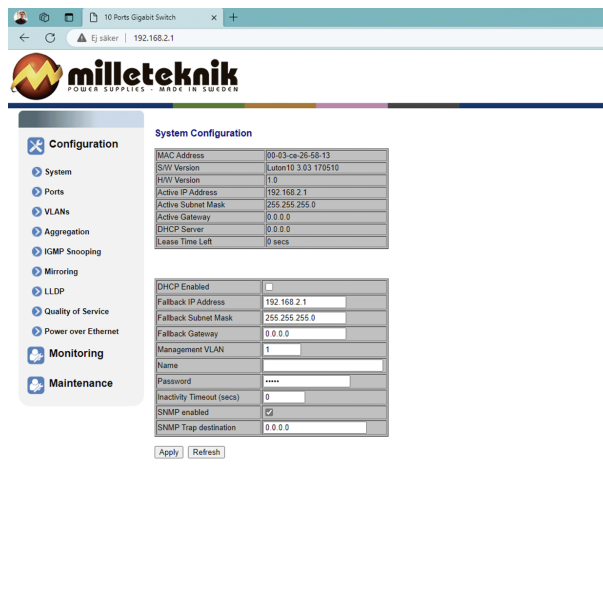 10 Ports Gigabit Switch
Ej säker | 192.168.2.1
milleteknik
POWER SUPPLIES - MADE IN SWEDEN
Configuration
System
Ports
VLANs
Aggregation
IGMP Snooping
Mirroring
LLDP
Quality of Service
Power over Ethernet
Monitoring
Maintenance
System Configuration
MAC Address 00-03-ce-26-58-13
S/W Version Luton10 3.03 170510
H/W Version 1.0
Active IP Address 192.168.2.1
Active Subnet Mask 255.255.255.0
Active Gateway 0.0.0.0
DHCP Server 0.0.0.0
Lease Time Left 0 secs
DHCP Enabled
Fallback IP Address 192.168.2.1
Fallback Subnet Mask 255.255.255.0
Fallback Gateway 0.0.0.0
Management VLAN 1
Name
Password •••••
Inactivity Timeout (secs) 0
SNMP enabled
SNMP Trap destination 0.0.0.0
Apply Refresh